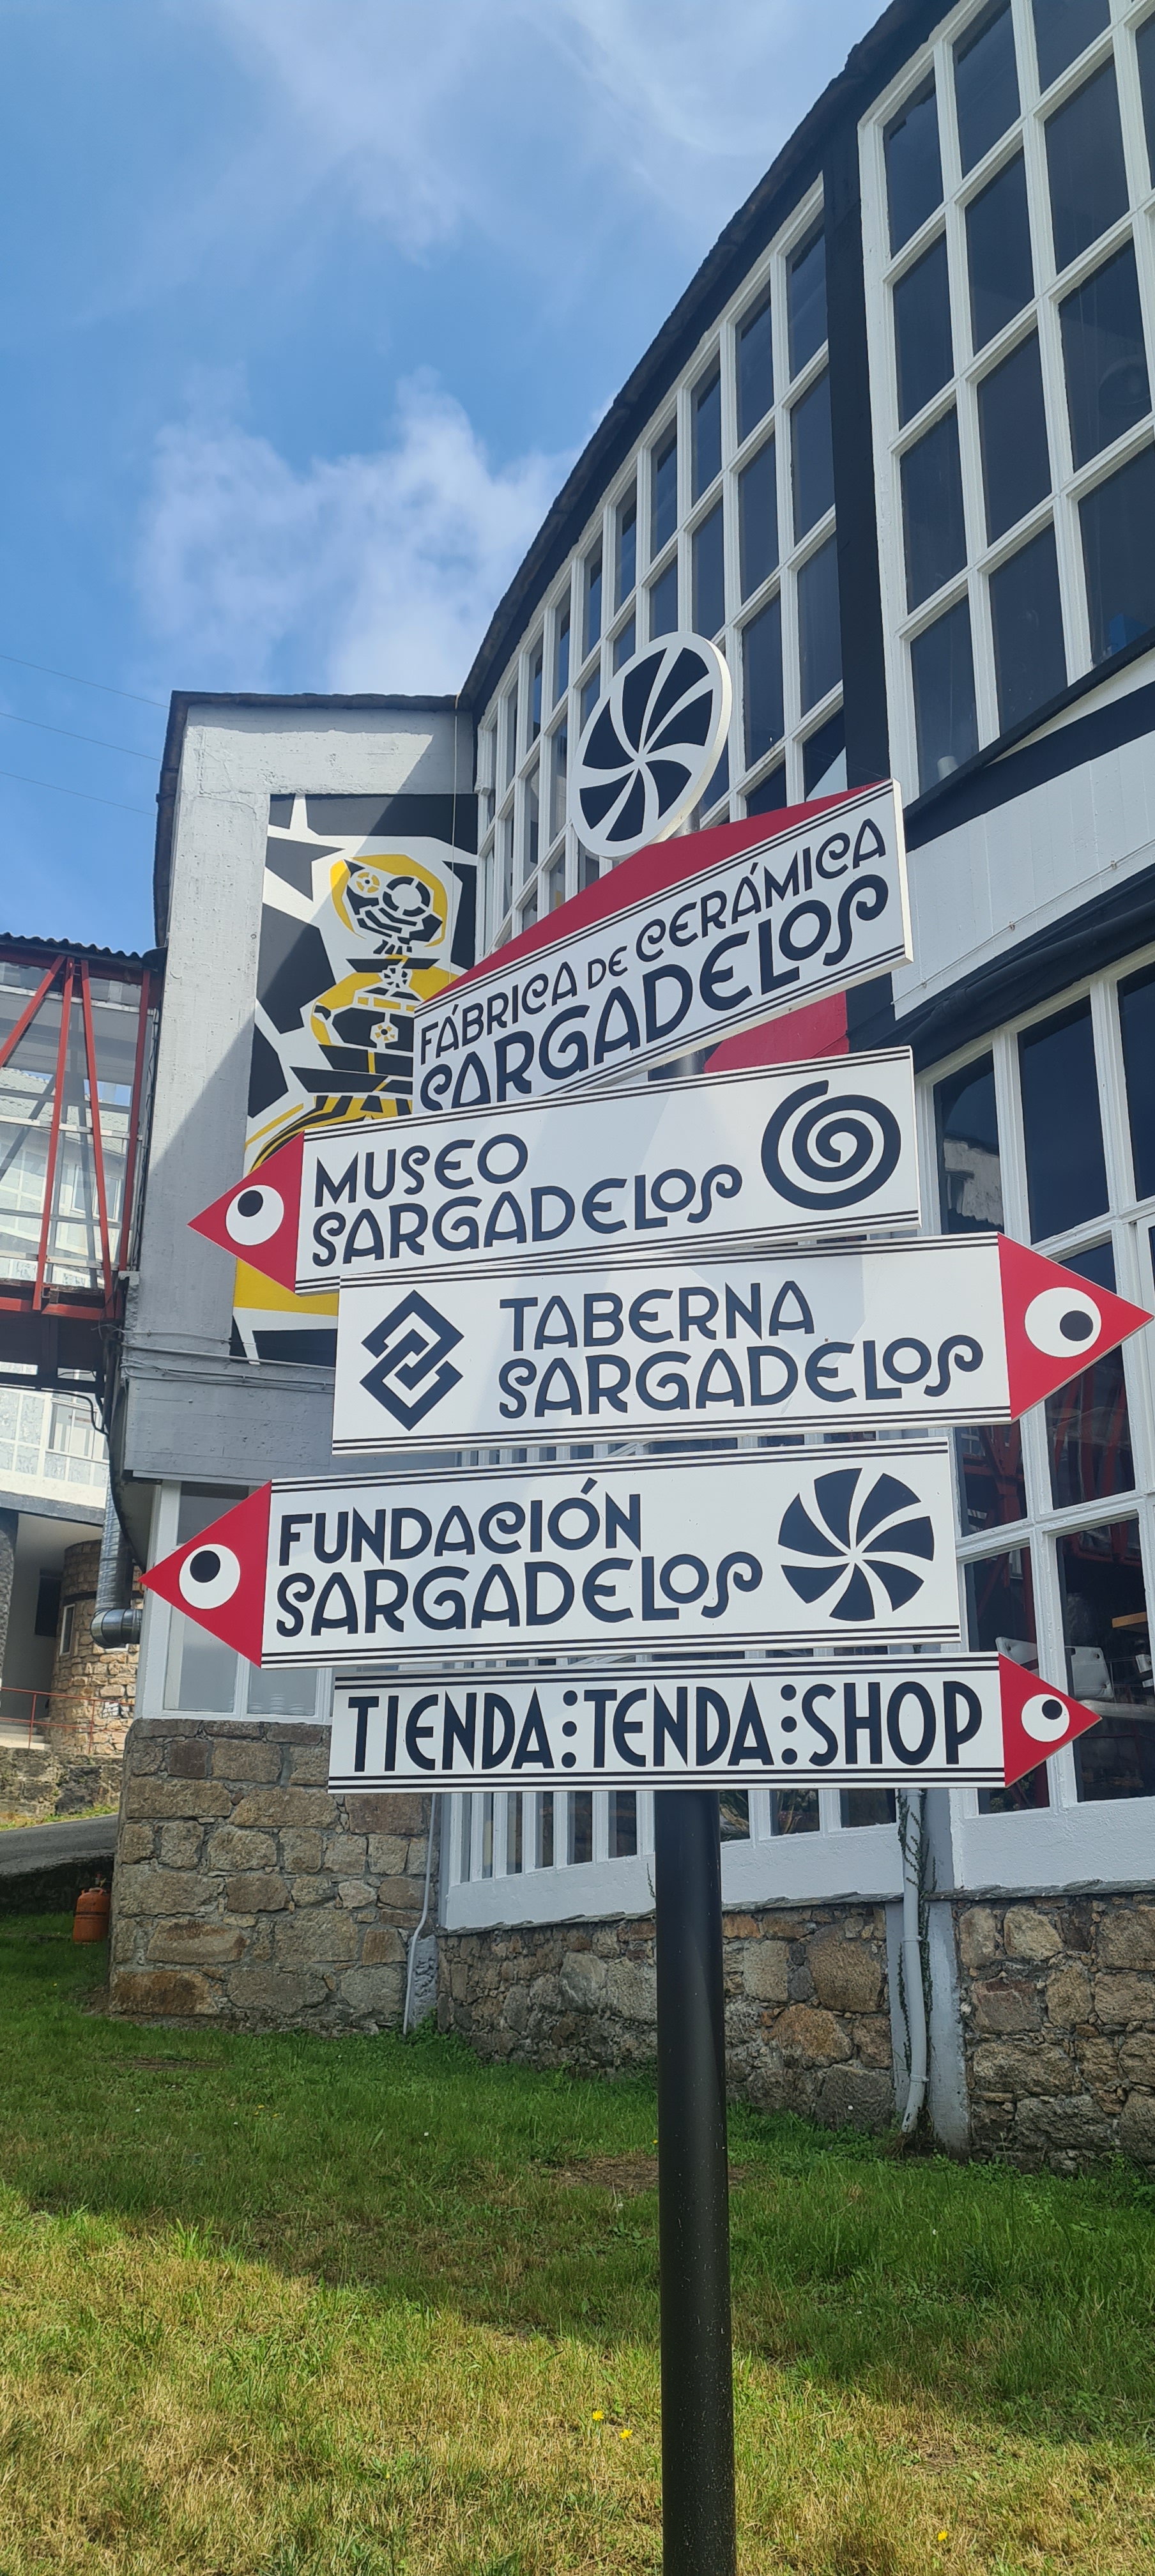 FÁBRICA DE CERÁMICA
SARGADELOS
MUSEO
SARGADELOS
TABERNA
SARGADELOS
FUNDACIÓN
SARGADELOS
TIENDA:TENDA:SHOP